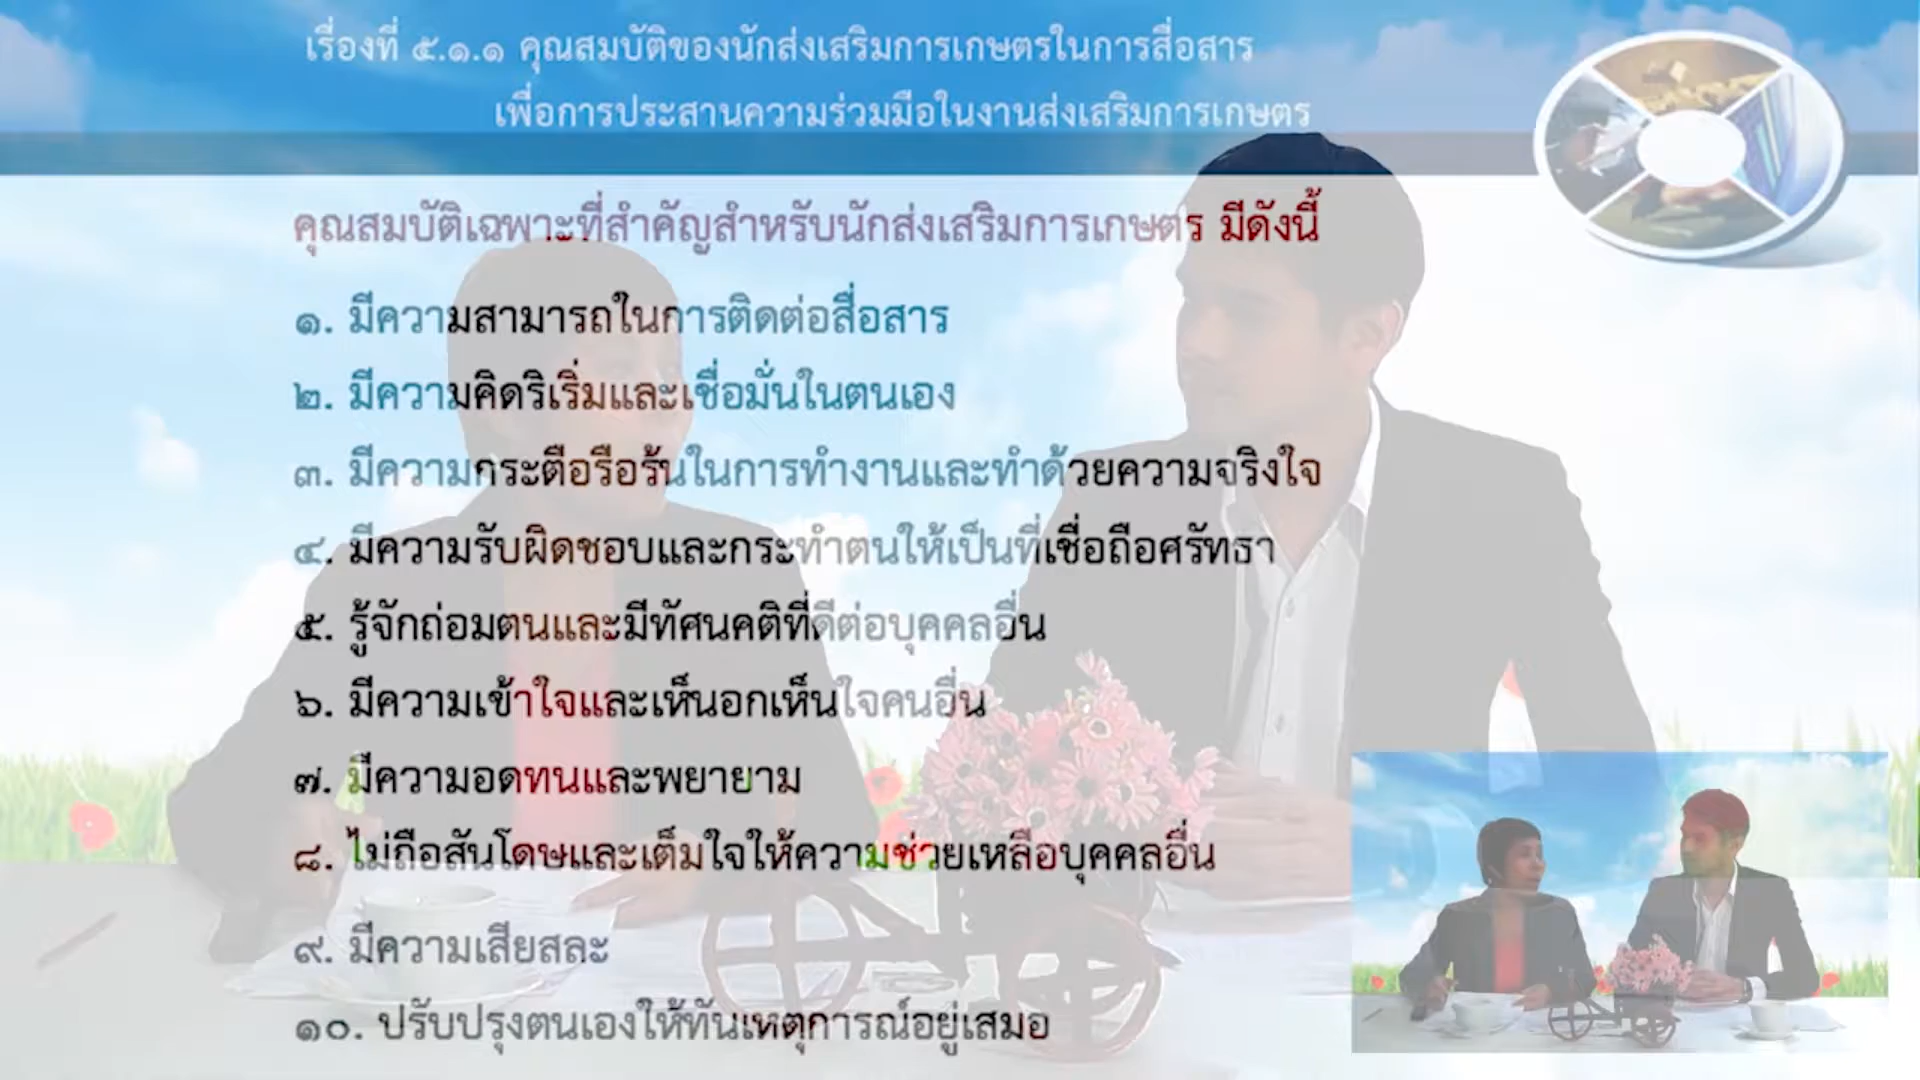 เรื่องที่ ๕.๑.๑ คุณสมบัติของนักส่งเสริมการเกษตรในการสื่อสาร
เพื่อการประสานความร่วมมือในงานส่งเสริมการเกษตร
คุณสมบัติเฉพาะที่สำคัญสำหรับนักส่งเสริมการเกษตร มีดังนี้
๑. มีความสามารถในการติดต่อสื่อสาร
๒. มีความคิดริเริ่มและเชื่อมั่นในตนเอง
๓. มีความกระตือรือร้นในการทำงานและทำด้วยความจริงใจ
๔. มีความรับผิดชอบและกระทำตนให้เป็นที่เชื่อถือศรัทธา
๕. รู้จักถ่อมตนและมีทัศนคติที่ดีต่อบุคคลอื่น
๖. มีความเข้าใจและเห็นอกเห็นใจคนอื่น
๗. มีความอดทนและพยายาม
๘. ไม่ถือสันโดษและเต็มใจให้ความช่วยเหลือบุคคลอื่น
๙. มีความเสียสละ
๑๐. ปรับปรุงตนเองให้ทันเหตุการณ์อยู่เสมอ